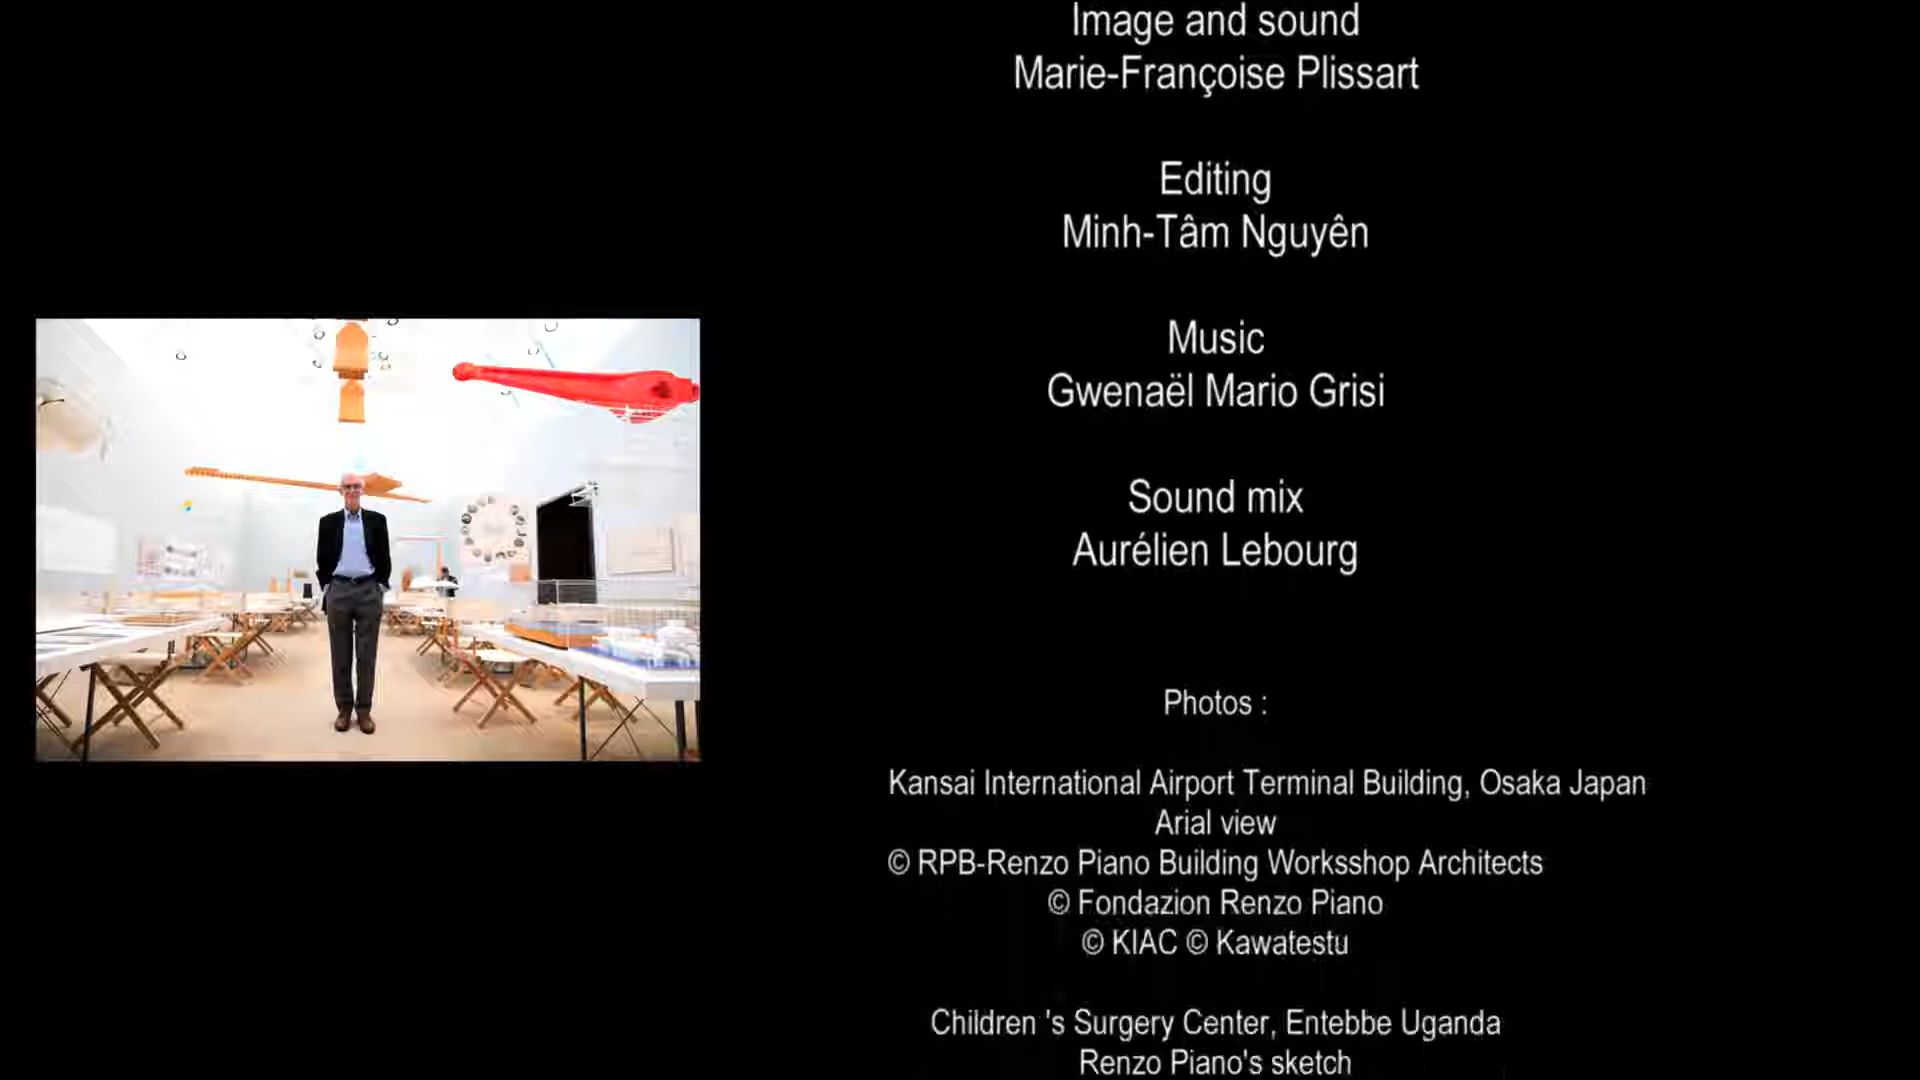 Image and sound
Marie-Françoise Plissart
Editing
Minh-Tâm Nguyên
Music
Gwenaël Mario Grisi
Sound mix
Aurélien Lebourg
Photos :
Kansai International Airport Terminal Building, Osaka Japan
Arial view
© RPB-Renzo Piano Building Worksshop Architects
© Fondazion Renzo Piano
© KIAC © Kawatestu
Children 's Surgery Center, Entebbe Uganda
Renzo Piano's sketch